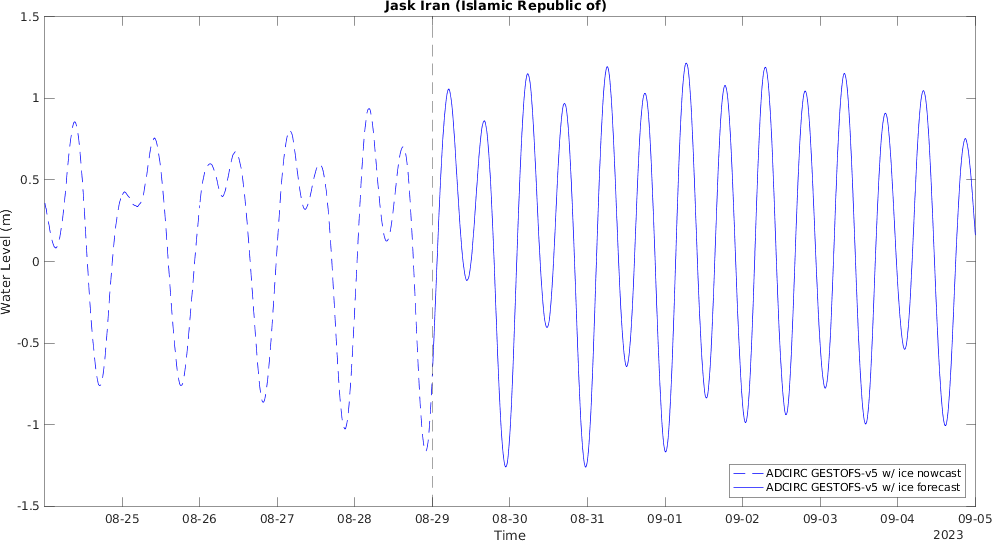 Jask Iran (Islamic Republic of)
1.5
1
0.5
0
-0.5
-1
-1.5
Water Level (m)
ADCIRC GESTOFS-v5 w/ ice nowcast
ADCIRC GESTOFS-v5 w/ ice forecast
08-25 08-26 08-27 08-28 08-29 08-30 08-31 09-01 09-02 09-03 09-04 09-05
Time
2023